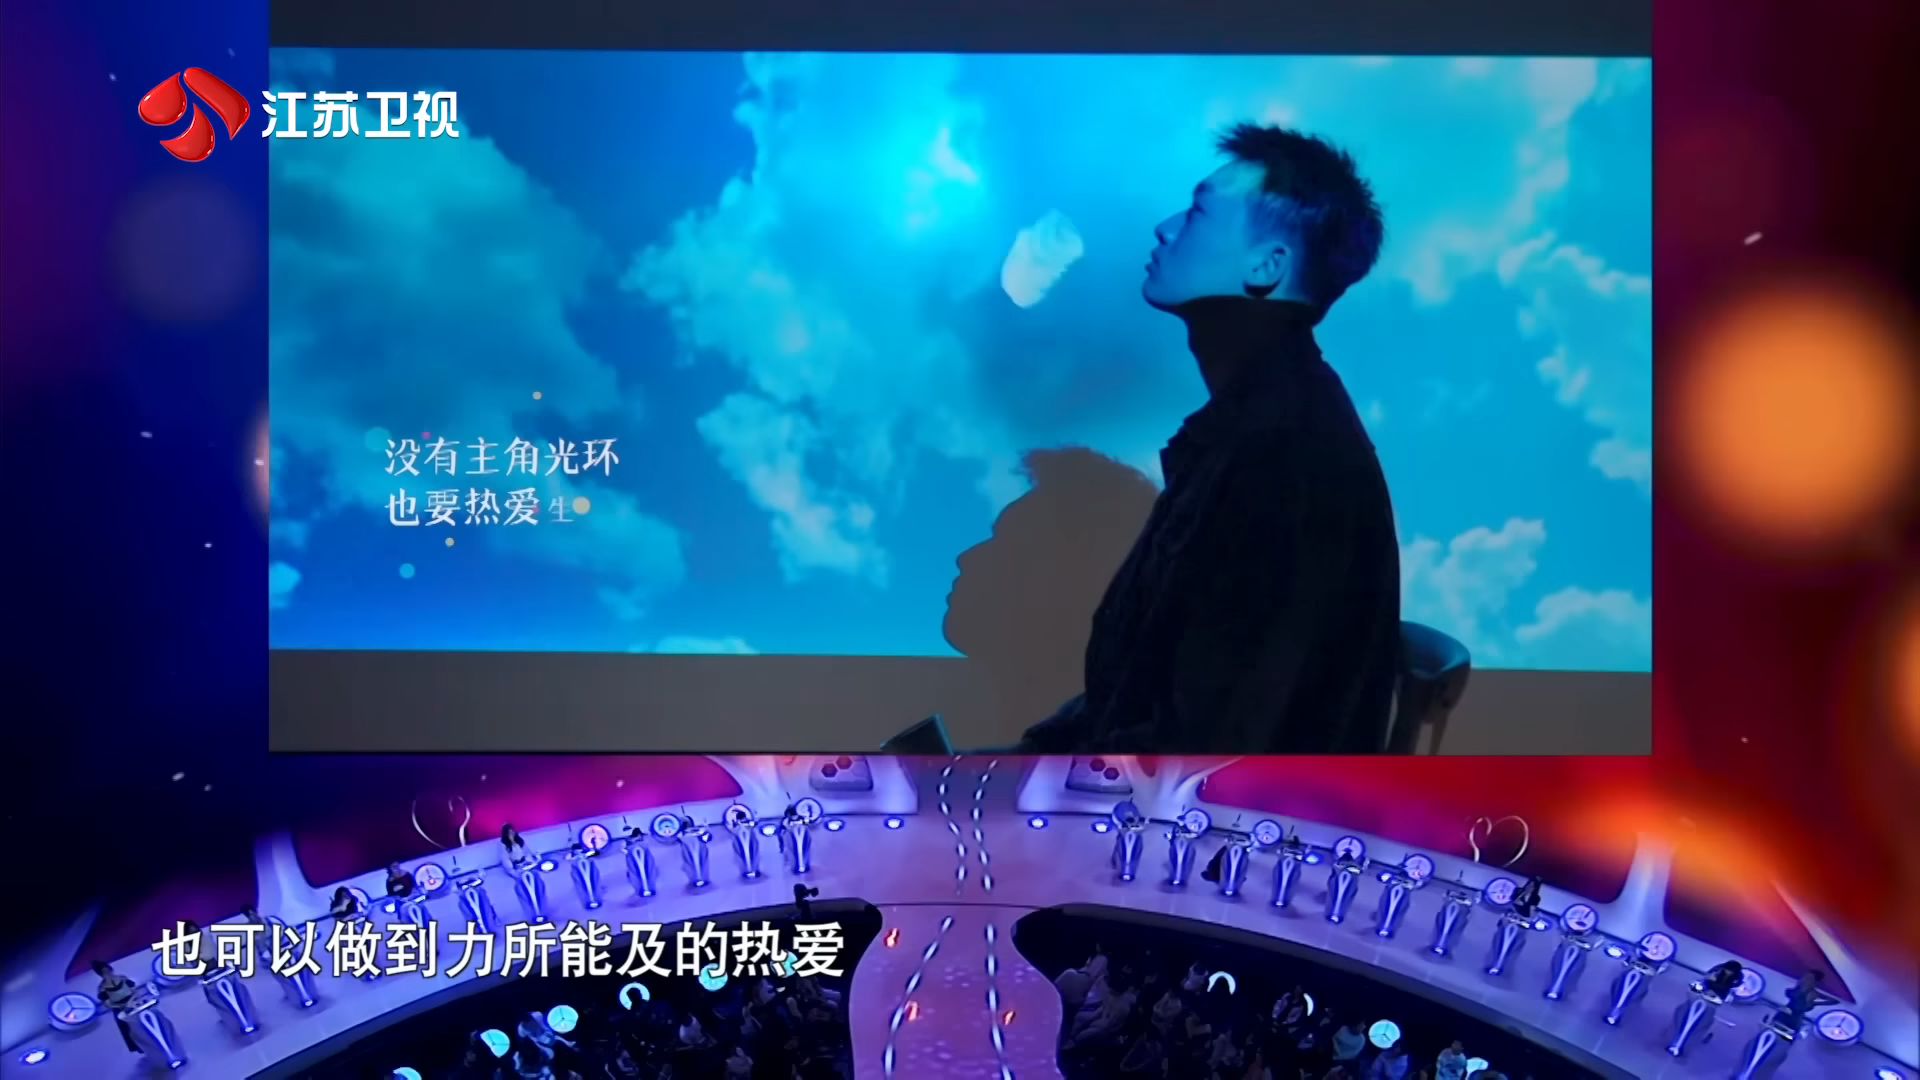 江苏卫视
没有主角光环
也要热爱生
也可以做到力所能及的热爱